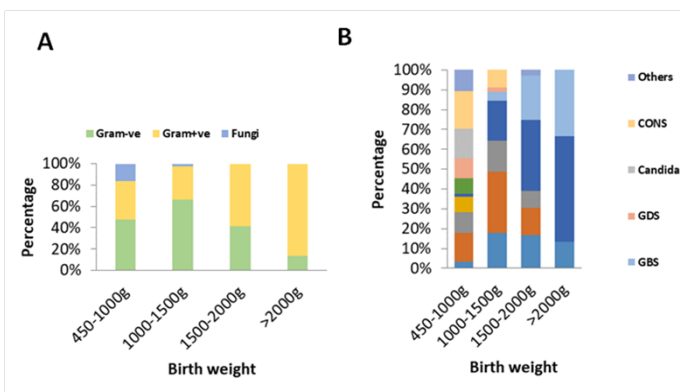 A
Gram-ve Gram+ve Fungi
Percentage
100%
80%
60%
40%
20%
0%
450-1000g
1000-1500g
1500-2000g
>2000g
Birth weight
B
Percentage
100%
90%
80%
70%
60%
50%
40%
30%
20%
10%
0%
450-1000g
1000-1500g
1500-2000g
>2000g
Birth weight
Others
CONS
Candida
GDS
GBS